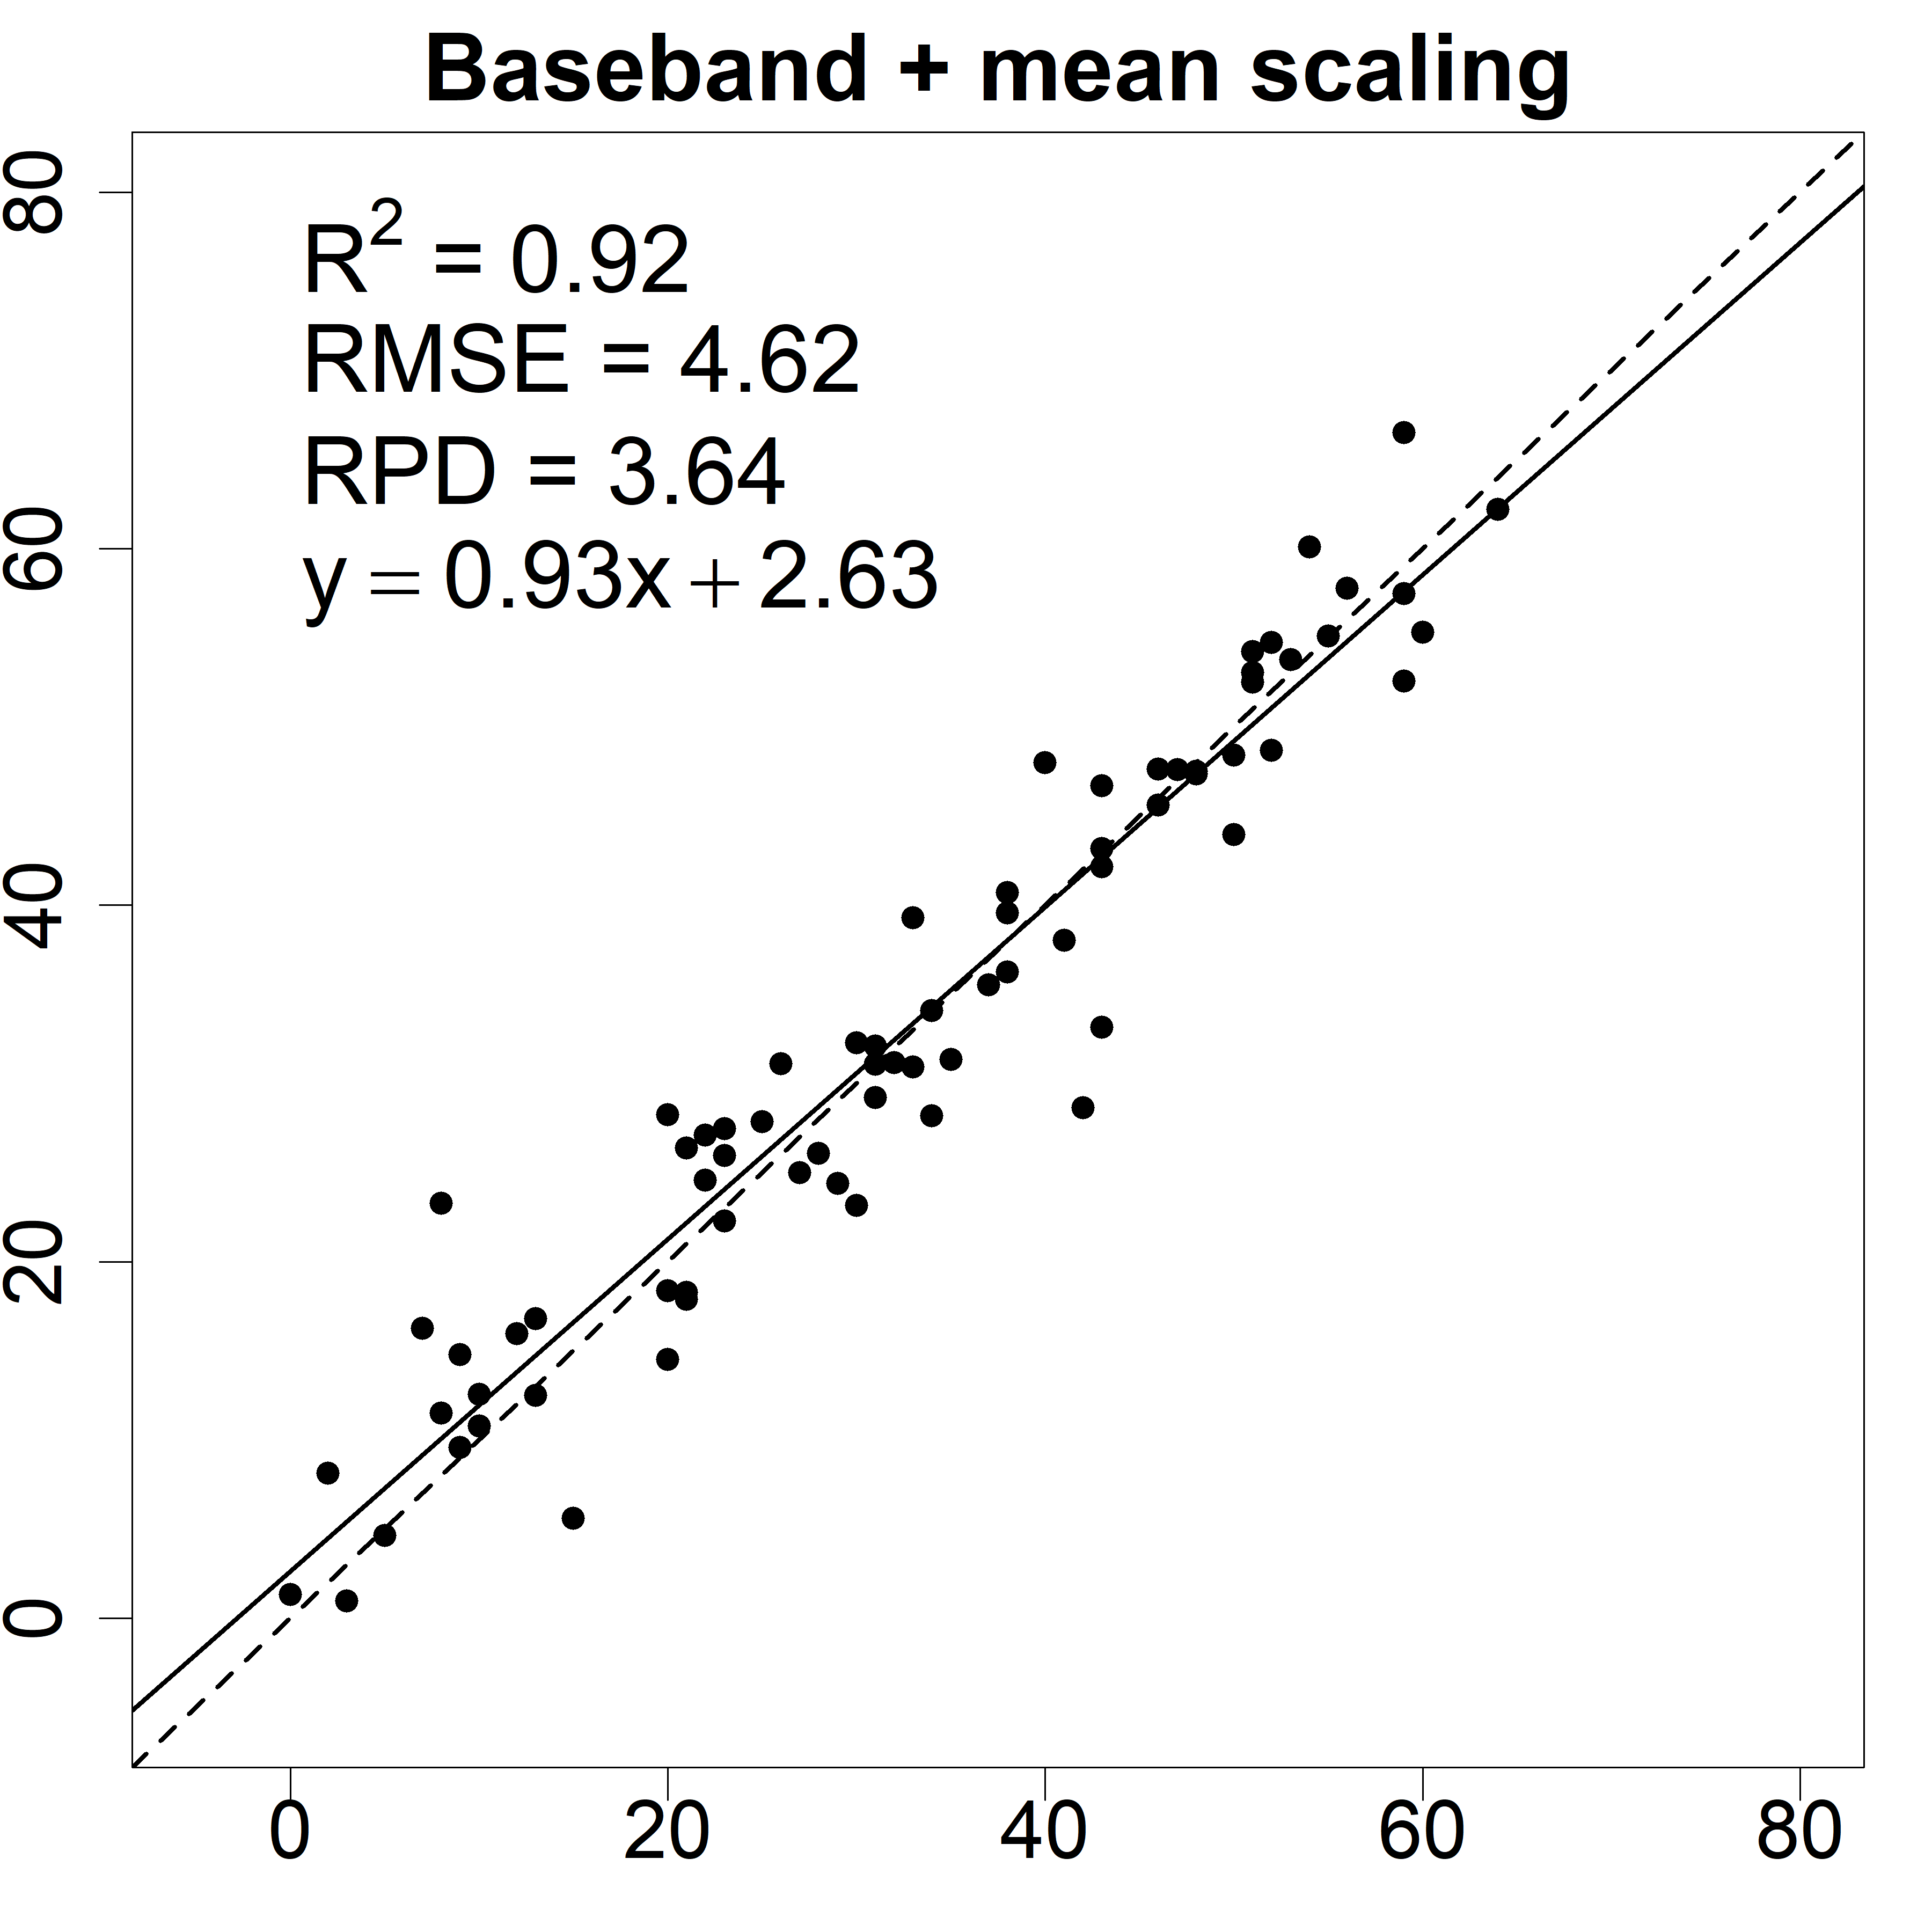 Baseband + mean scaling
R² = 0.92
RMSE = 4.62
RPD = 3.64
y = 0.93x + 2.63
80
60
40
20
0
0 20 40 60 80